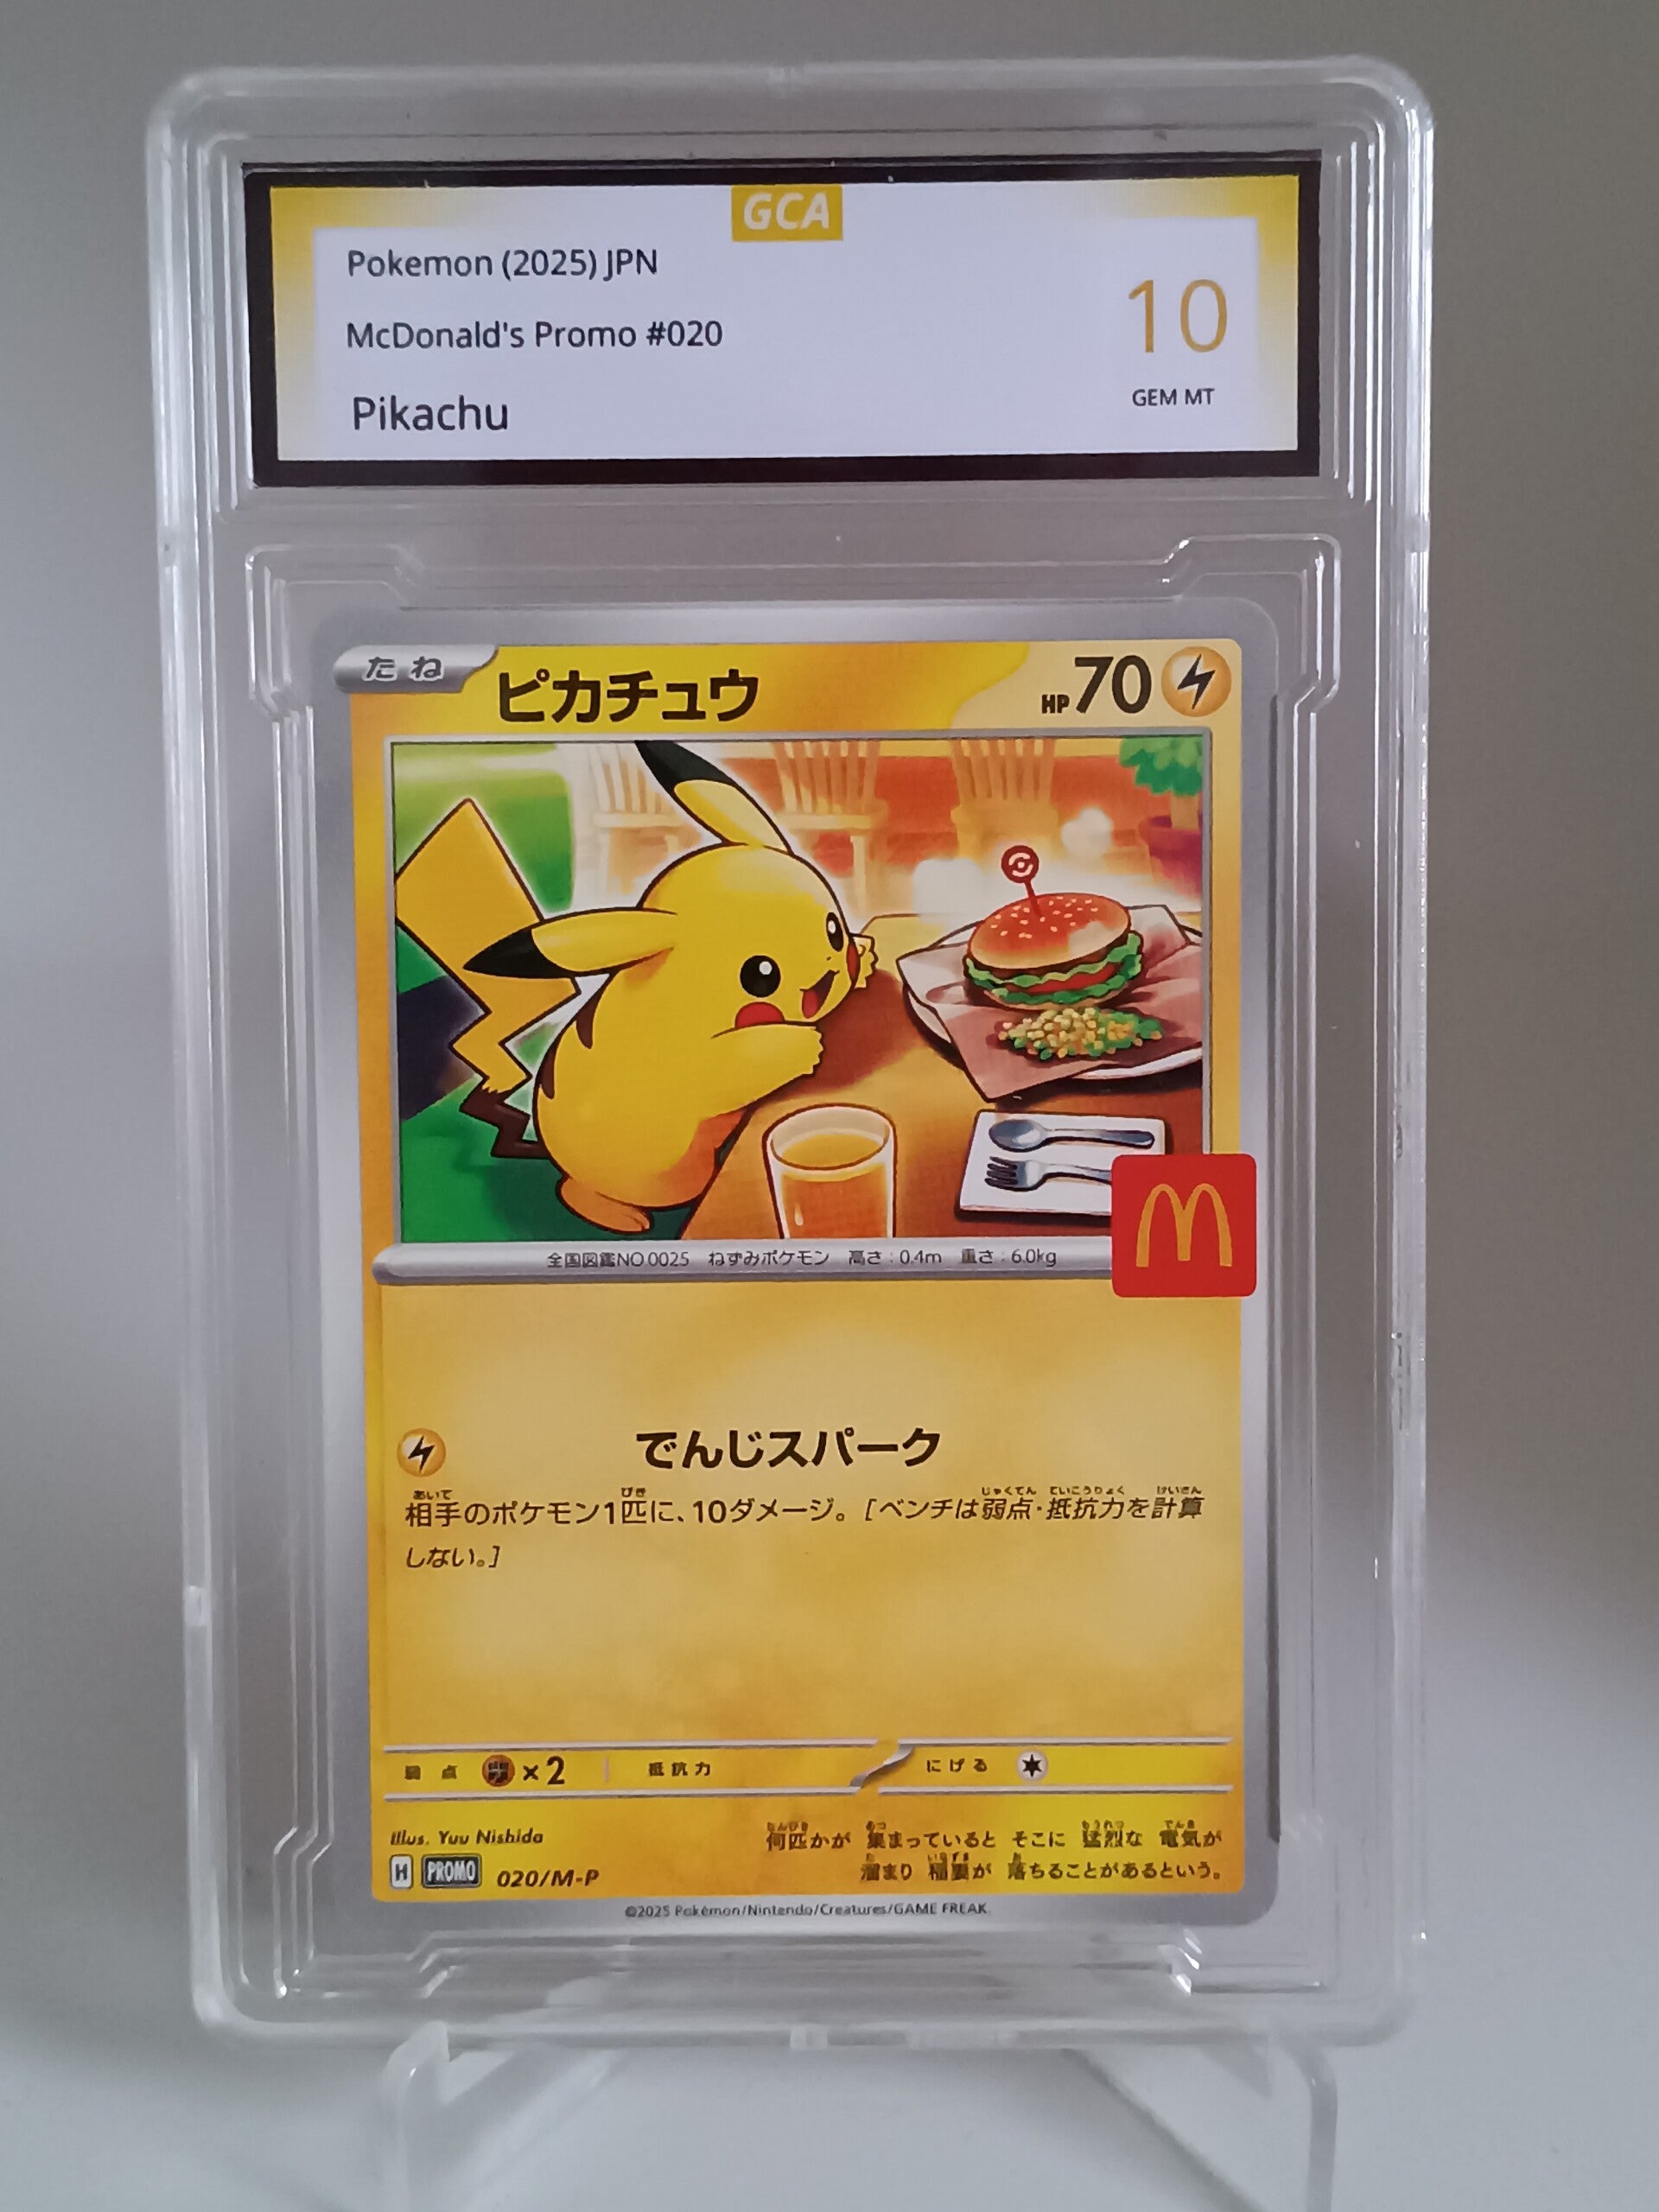 GCA
Pokemon (2025) JPN
McDonald's Promo #020
Pikachu
10
GEM MT
たね ピカチュウ HP70
全国図鑑NO.0025 ねずみポケモン 高さ:0.4m 重さ:6.0kg
でんじスパーク
相手のポケモン1匹に、10ダメージ。[ベンチは弱点・抵抗力を計算
しない。]
弱点 ×2 抵抗力 にげる
Illus. Yuu Nishida
何匹かが 集まっていると そこに 猛烈な 電気が
溜まり 稲妻が 落ちることがあるという。
H PROMO 020/M-P
©2025 Pokémon/Nintendo/Creatures/GAME FREAK.